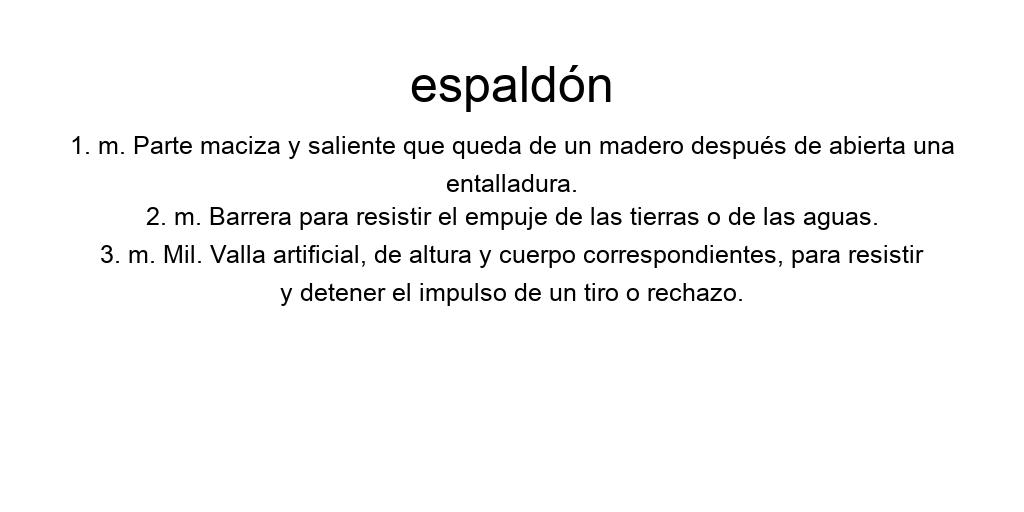 espaldón
1. m. Parte maciza y saliente que queda de un madero después de abierta una
entalladura.
2. m. Barrera para resistir el empuje de las tierras o de las aguas.
3. m. Mil. Valla artificial, de altura y cuerpo correspondientes, para resistir
y detener el impulso de un tiro o rechazo.